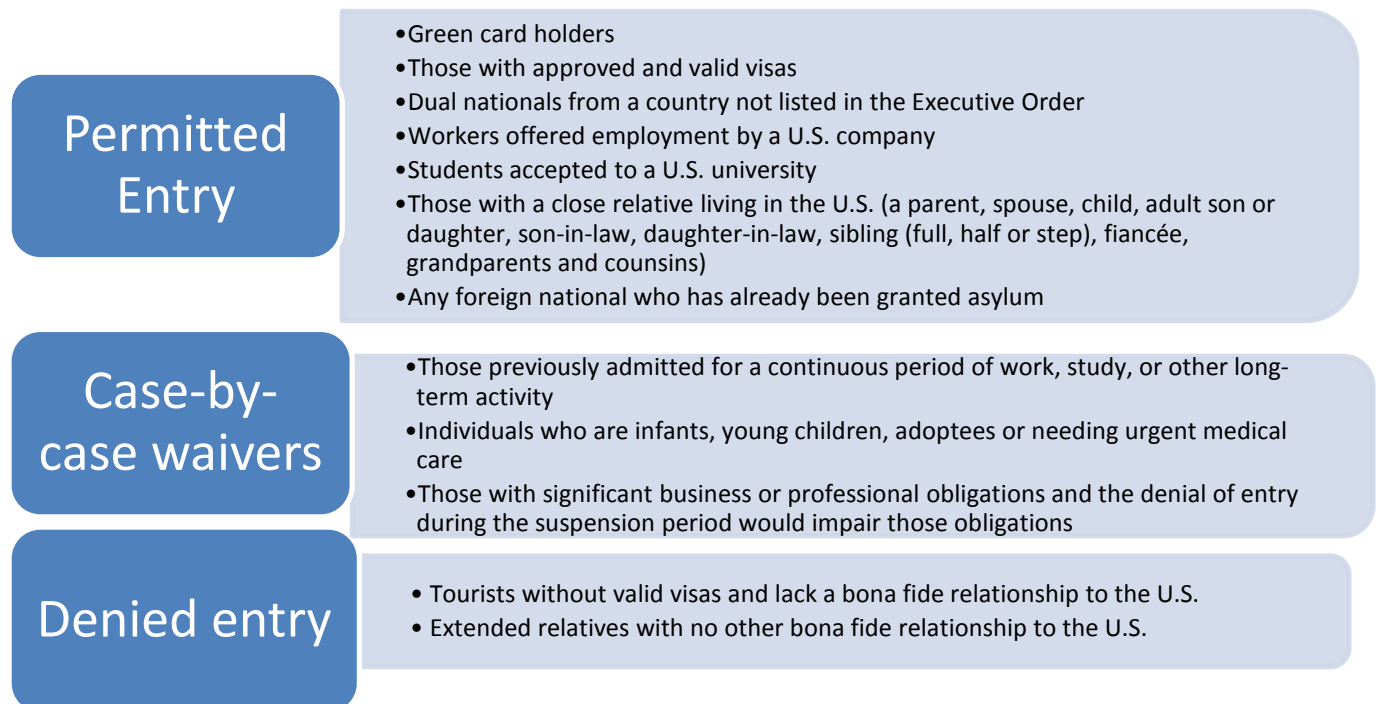 Permitted
Entry
•Green card holders
•Those with approved and valid visas
•Dual nationals from a country not listed in the Executive Order
•Workers offered employment by a U.S. company
•Students accepted to a U.S. university
•Those with a close relative living in the U.S. (a parent, spouse, child, adult son or
daughter, son-in-law, daughter-in-law, sibling (full, half or step), fiancée,
grandparents and counsins)
•Any foreign national who has already been granted asylum
Case-by-
case waivers
•Those previously admitted for a continuous period of work, study, or other long-
term activity
•Individuals who are infants, young children, adoptees or needing urgent medical
care
•Those with significant business or professional obligations and the denial of entry
during the suspension period would impair those obligations
Denied entry
• Tourists without valid visas and lack a bona fide relationship to the U.S.
• Extended relatives with no other bona fide relationship to the U.S.